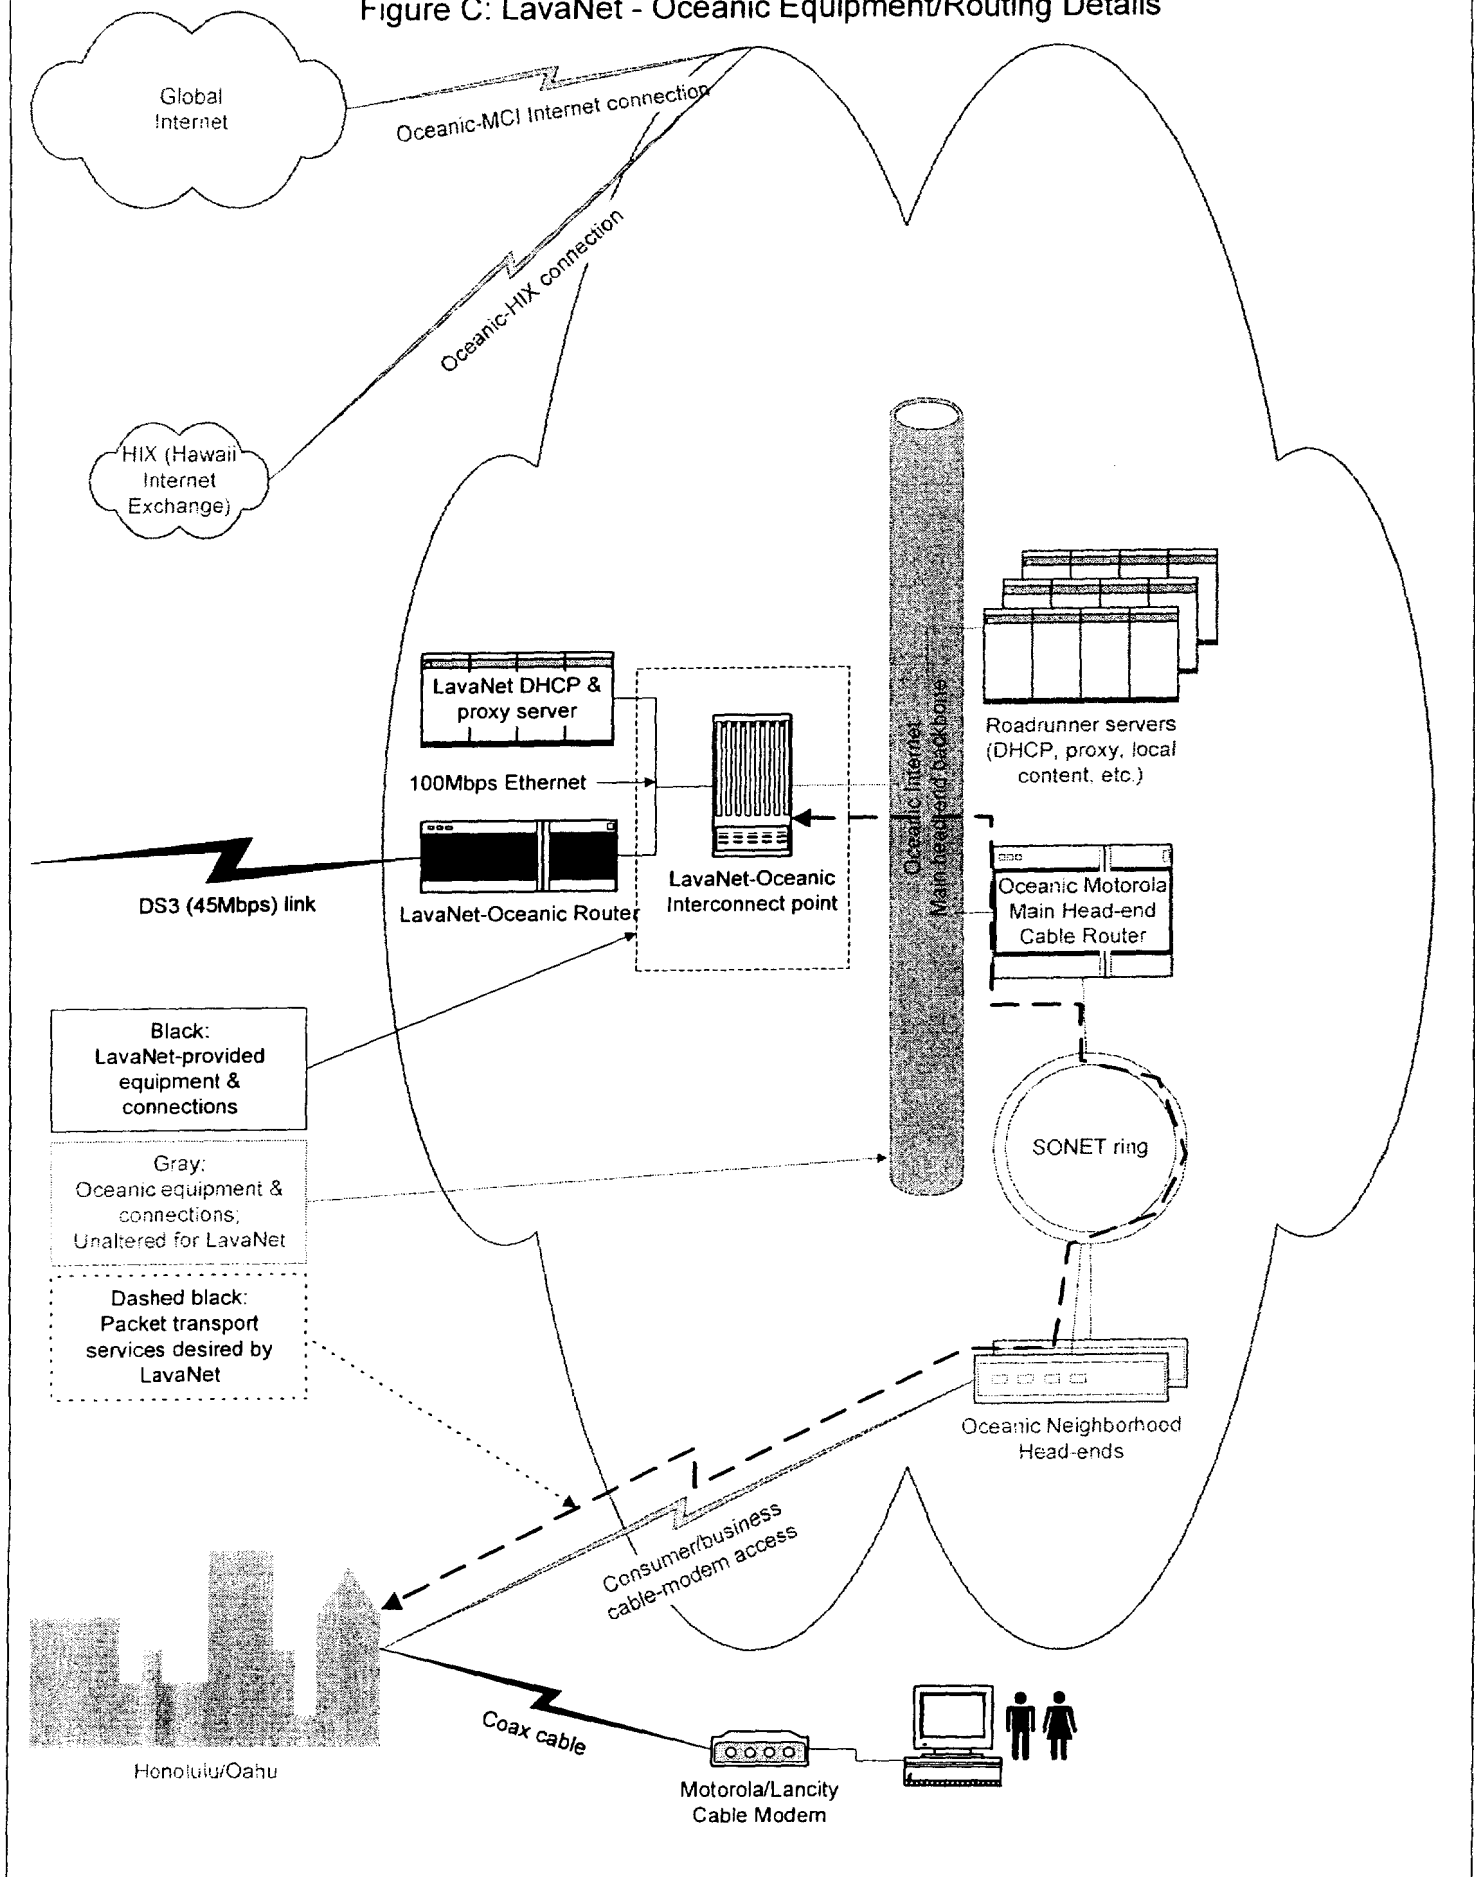 Figure C: LavaNet - Oceanic Equipment/Routing Details
Global
Internet
Oceanic-MCI Internet connection
Oceanic-HIX connection
HIX (Hawaii
Internet
Exchange)
LavaNet DHCP &
proxy server
100Mbps Ethernet
DS3 (45Mbps) link
LavaNet-Oceanic Router
LavaNet-Oceanic
Interconnect point
Oceanic Internet
Main head-end backbone
Roadrunner servers
(DHCP, proxy, local
content, etc.)
Oceanic Motorola
Main Head-end
Cable Router
SONET ring
Black:
LavaNet-provided
equipment &
connections
Gray:
Oceanic equipment &
connections;
Unaltered for LavaNet
Dashed black:
Packet transport
services desired by
LavaNet
Oceanic Neighborhood
Head-ends
Consumer/business
cable-modem access
Honolulu/Oahu
Coax cable
Motorola/Lancity
Cable Modem